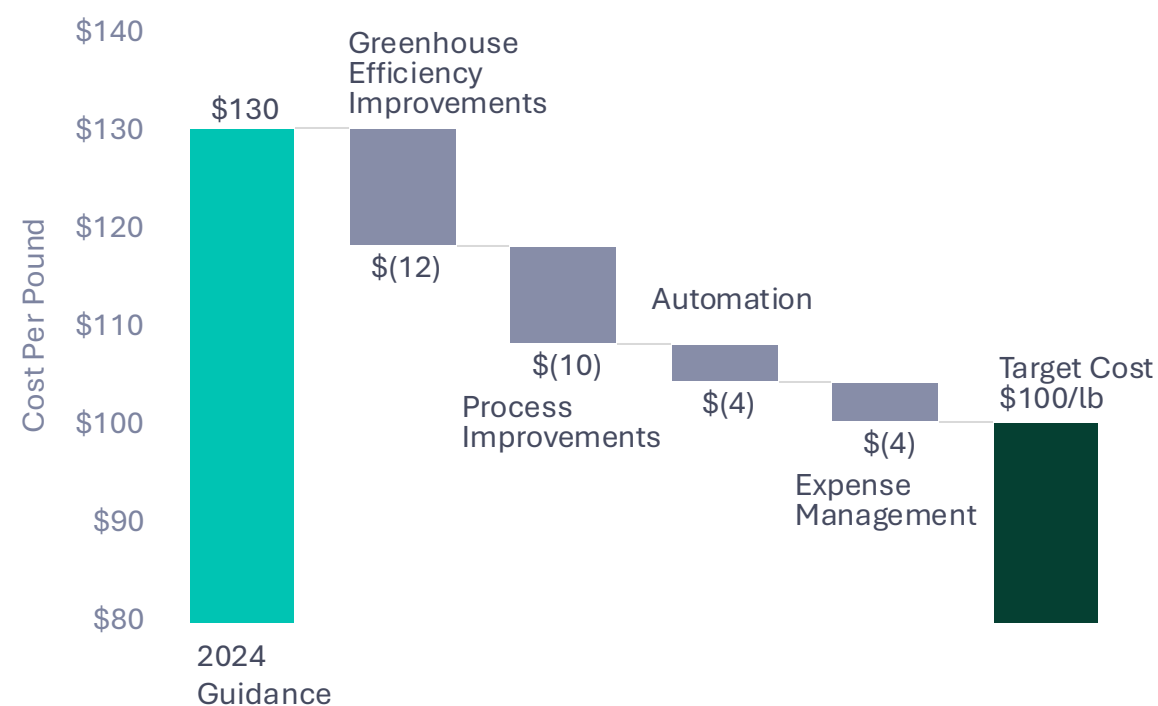 $140
$130
$120
$110
$100
$90
$80
Cost Per Pound
$130
2024
Guidance
Greenhouse
Efficiency
Improvements
$(12)
$(10)
Process
Improvements
Automation
$(4)
$(4)
Expense
Management
Target Cost
$100/lb